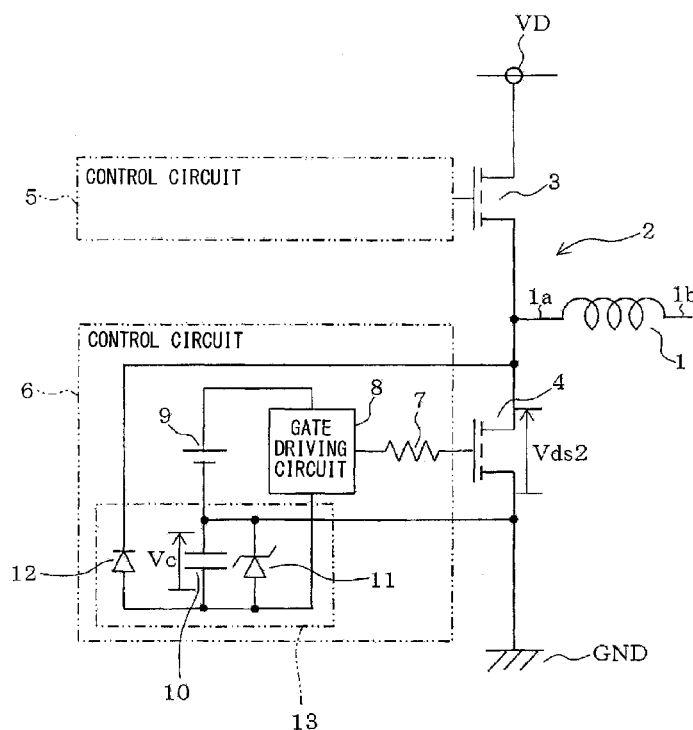 VD
CONTROL CIRCUIT
5
3
2
1a
1b
1
CONTROL CIRCUIT
6
8
4
9
7
GATE
DRIVING
CIRCUIT
Vds2
12
Vc
11
10
GND
13